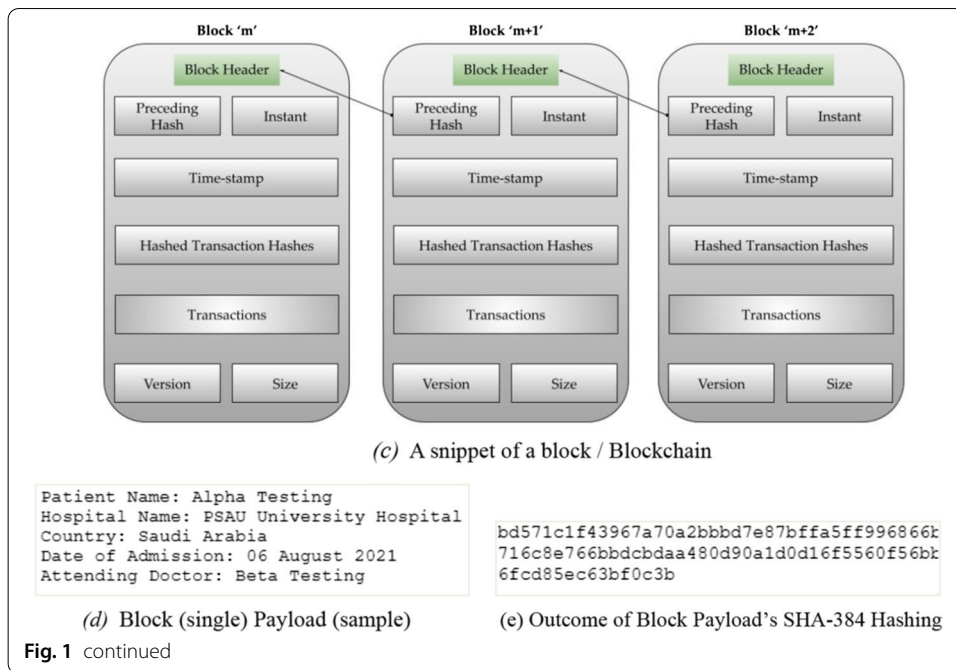 Block 'm'
Block 'm+1'
Block 'm+2'
Block Header
Block Header
Block Header
Preceding Hash
Instant
Preceding Hash
Instant
Preceding Hash
Instant
Time-stamp
Time-stamp
Time-stamp
Hashed Transaction Hashes
Hashed Transaction Hashes
Hashed Transaction Hashes
Transactions
Transactions
Transactions
Version
Size
Version
Size
Version
Size
(c) A snippet of a block / Blockchain
Patient Name: Alpha Testing
Hospital Name: PSAU University Hospital
Country: Saudi Arabia
Date of Admission: 06 August 2021
Attending Doctor: Beta Testing
bd571c1f43967a70a2bbbd7e87bffa5ff996866b
716c8e766bbdcbdaa480d90a1d0d16f5560f56bb
6fcd85ec63bf0c3b
(d) Block (single) Payload (sample)
(e) Outcome of Block Payload's SHA-384 Hashing
Fig. 1 continued